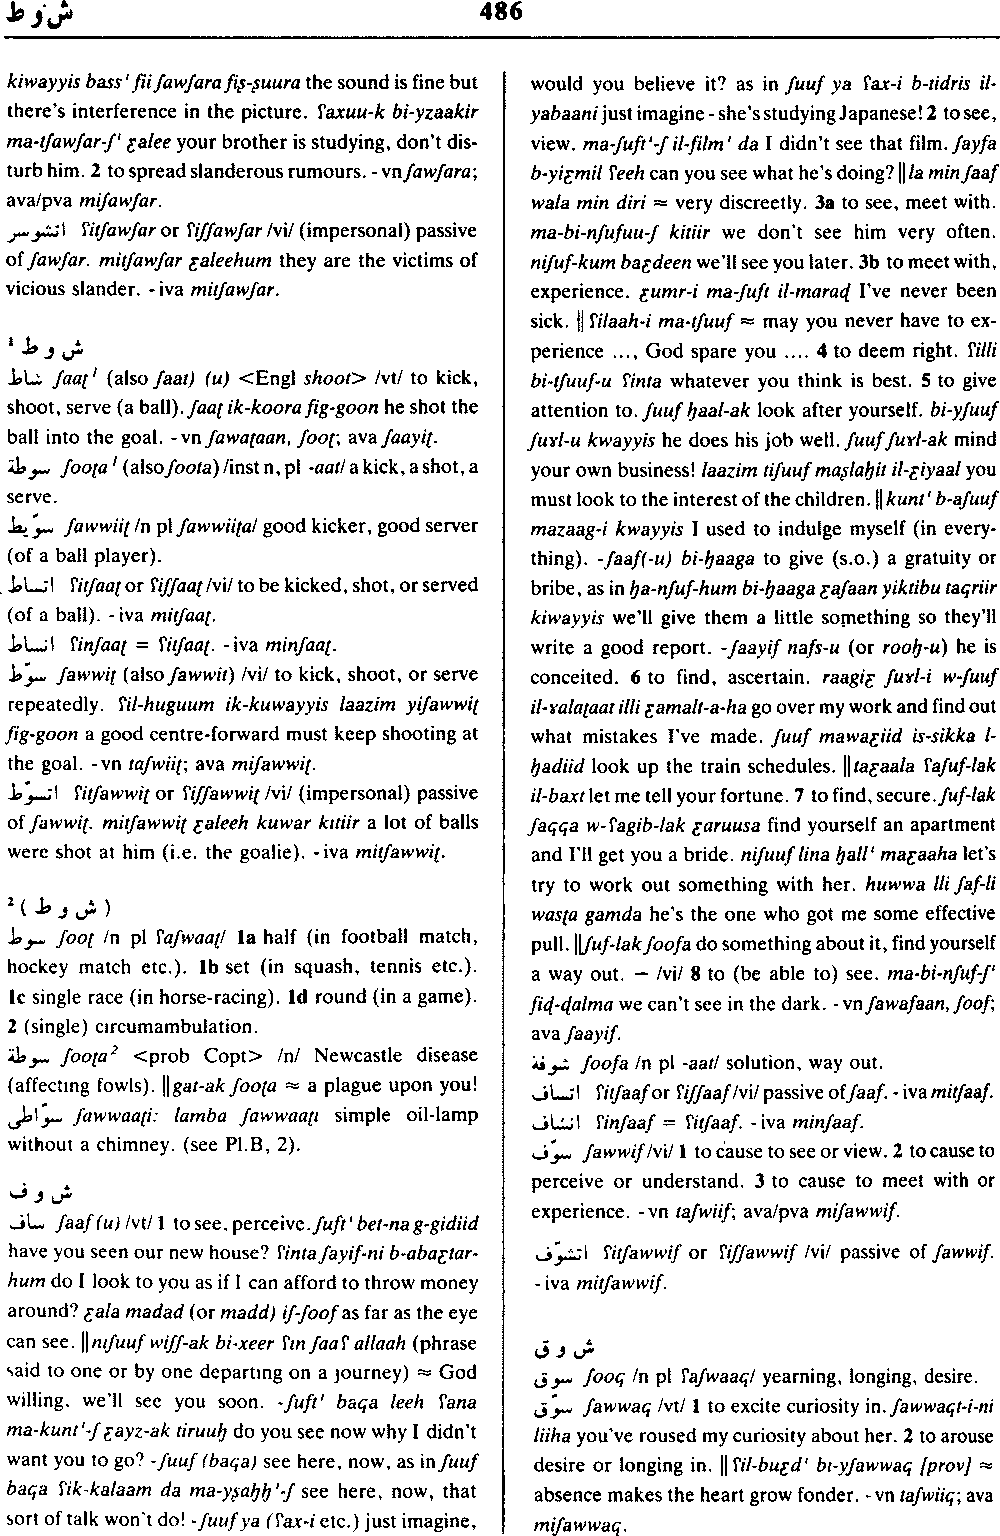 ش و ط
486
kiwayyis bass' fii ʃawʃara fiṣ-ṣuura the sound is fine but
there's interference in the picture. ʕaxuu-k bi-yzaakir
ma-tʃawʃar-ʃ' ȝalee your brother is studying, don't dis-
turb him. 2 to spread slanderous rumours. - vn ʃawʃara;
ava/pva miʃawʃar.
اتشوشر ʕitʃawʃar or ʕiʃʃawʃar /vi/ (impersonal) passive
of ʃawʃar. mitʃawʃar ȝaleehum they are the victims of
vicious slander. - iva mitʃawʃar.
ش و ط ¹
شاط ʃaaṭ¹ (also ʃaat) (u) <Engl shoot> /vt/ to kick,
shoot, serve (a ball). ʃaaṭ ik-koora fig-goon he shot the
ball into the goal. - vn ʃawaṭaan, ʃooṭ; ava ʃaayiṭ.
شوطة ʃooṭa¹ (also ʃoota) /inst n, pl -aat/ a kick, a shot, a
serve.
شوّيط ʃawwiiṭ /n pl ʃawwiiṭa/ good kicker, good server
(of a ball player).
اتشاط ʕitʃaaṭ or ʕiʃʃaaṭ /vi/ to be kicked, shot, or served
(of a ball). - iva mitʃaaṭ.
انشاط ʕinʃaaṭ = ʕitʃaaṭ. - iva minʃaaṭ.
شوّط ʃawwiṭ (also ʃawwit) /vi/ to kick, shoot, or serve
repeatedly. ʕil-huguum ik-kuwayyis laazim yiʃawwiṭ
fig-goon a good centre-forward must keep shooting at
the goal. - vn taʃwiiṭ; ava miʃawwiṭ.
اتشوّط ʕitʃawwiṭ or ʕiʃʃawwiṭ /vi/ (impersonal) passive
of ʃawwiṭ. mitʃawwiṭ ȝaleeh kuwar kitiir a lot of balls
were shot at him (i.e. the goalie). - iva mitʃawwiṭ.
² ( ش و ط )
شوط ʃooṭ /n pl ʕaʃwaaṭ/ 1a half (in football match,
hockey match etc.). 1b set (in squash, tennis etc.).
1c single race (in horse-racing). 1d round (in a game).
2 (single) circumambulation.
شوطة ʃooṭa² <prob Copt> /n/ Newcastle disease
(affecting fowls). ‖ gat-ak ʃooṭa ≈ a plague upon you!
شوّاطى ʃawwaaṭi: lamba ʃawwaaṭi simple oil-lamp
without a chimney. (see Pl.B, 2).
ش و ف
شاف ʃaaf (u) /vt/ 1 to see, perceive. ʃuft' bet-na g-gidiid
have you seen our new house? ʕinta ʃayif-ni b-abaȝtar-
hum do I look to you as if I can afford to throw money
around? ȝala madad (or madd) iʃ-ʃoof as far as the eye
can see. ‖ niʃuuf wiʃʃ-ak bi-xeer ʕin ʃaaʕ allaah (phrase
said to one or by one departing on a journey) ≈ God
willing, we'll see you soon. -ʃuft' baqa leeh ʕana
ma-kunt'-ʃ ȝayz-ak tiruuḥ do you see now why I didn't
want you to go? -ʃuuf (baqa) see here, now, as in ʃuuf
baqa ʕik-kalaam da ma-yṣaḥḥ'-ʃ see here, now, that
sort of talk won't do! -ʃuuf ya (ʕax-i etc.) just imagine,
would you believe it? as in ʃuuf ya ʕax-i b-tidris il-
yabaani just imagine - she's studying Japanese! 2 to see,
view. ma-ʃuft'-ʃ il-film' da I didn't see that film. ʃayfa
b-yiȝmil ʕeeh can you see what he's doing? ‖ la min ʃaaf
wala min diri ≈ very discreetly. 3a to see, meet with.
ma-bi-nʃufuu-ʃ kitiir we don't see him very often.
niʃuf-kum baȝdeen we'll see you later. 3b to meet with,
experience. ȝumr-i ma-ʃuft il-maraḍ I've never been
sick. ‖ ʕilaah-i ma-tʃuuf ≈ may you never have to ex-
perience ..., God spare you .... 4 to deem right. ʕilli
bi-tʃuuf-u ʕinta whatever you think is best. 5 to give
attention to. ʃuuf ḥaal-ak look after yourself. bi-yʃuuf
ʃuɤl-u kwayyis he does his job well. ʃuuf ʃuɤl-ak mind
your own business! laazim tiʃuuf maṣlaḥit il-ȝiyaal you
must look to the interest of the children. ‖ kunt' b-aʃuuf
mazaag-i kwayyis I used to indulge myself (in every-
thing). -ʃaaf(-u) bi-ḥaaga to give (s.o.) a gratuity or
bribe, as in ḥa-nʃuf-hum bi-ḥaaga ȝaʃaan yiktibu taqriir
kiwayyis we'll give them a little something so they'll
write a good report. -ʃaayif nafs-u (or rooḥ-u) he is
conceited. 6 to find, ascertain. raagiȝ ʃuɤl-i w-ʃuuf
il-ɤalaṭaat illi ȝamalt-a-ha go over my work and find out
what mistakes I've made. ʃuuf mawaȝiid is-sikka l-
ḥadiid look up the train schedules. ‖ taȝaala ʕaʃuf-lak
il-baxt let me tell your fortune. 7 to find, secure. ʃuf-lak
ʃaqqa w-ʕagib-lak ȝaruusa find yourself an apartment
and I'll get you a bride. niʃuuf lina ḥall' maȝaaha let's
try to work out something with her. huwwa lli ʃaf-li
wasṭa gamda he's the one who got me some effective
pull. ‖ ʃuf-lak ʃoofa do something about it, find yourself
a way out. — /vi/ 8 to (be able to) see. ma-bi-nʃuf-ʃ'
fiḍ-ḍalma we can't see in the dark. - vn ʃawafaan, ʃoof;
ava ʃaayif.
شوفة ʃoofa /n pl -aat/ solution, way out.
اتشاف ʕitʃaaf or ʕiʃʃaaf /vi/ passive of ʃaaf. - iva mitʃaaf.
انشاف ʕinʃaaf = ʕitʃaaf. - iva minʃaaf.
شوّف ʃawwif /vi/ 1 to cause to see or view. 2 to cause to
perceive or understand. 3 to cause to meet with or
experience. - vn taʃwiif; ava/pva miʃawwif.
اتشوّف ʕitʃawwif or ʕiʃʃawwif /vi/ passive of ʃawwif.
- iva mitʃawwif.
ش و ق
شوق ʃooq /n pl ʕaʃwaaq/ yearning, longing, desire.
شوّق ʃawwaq /vt/ 1 to excite curiosity in. ʃawwaqt-i-ni
liiha you've roused my curiosity about her. 2 to arouse
desire or longing in. ‖ ʕil-buȝd' bi-yʃawwaq [prov] ≈
absence makes the heart grow fonder. - vn taʃwiiq; ava
miʃawwaq.